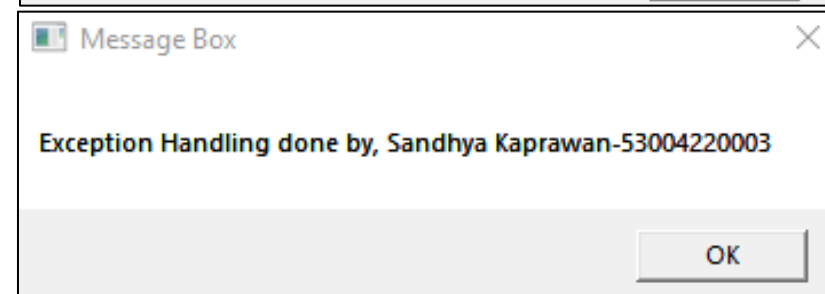 Message Box
Exception Handling done by, Sandhya Kaprawan-53004220003
OK